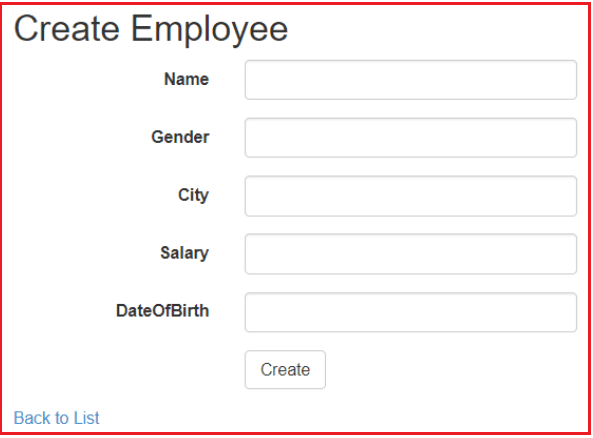 Create Employee
Name
Gender
City
Salary
DateOfBirth
Create
Back to List